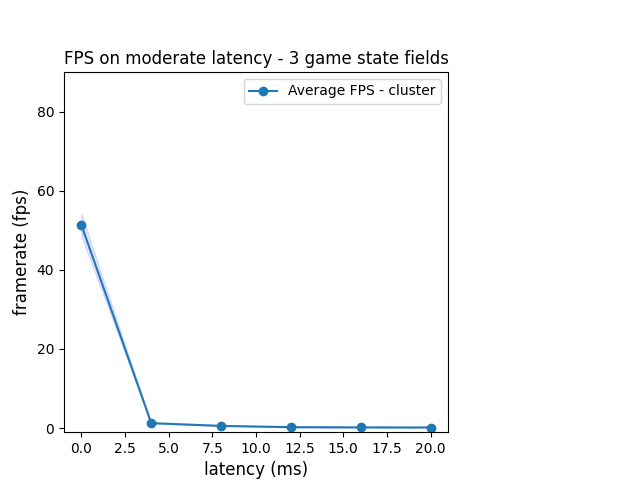 FPS on moderate latency - 3 game state fields
Average FPS - cluster
80
60
40
20
0
framerate (fps)
0.0 2.5 5.0 7.5 10.0 12.5 15.0 17.5 20.0
latency (ms)